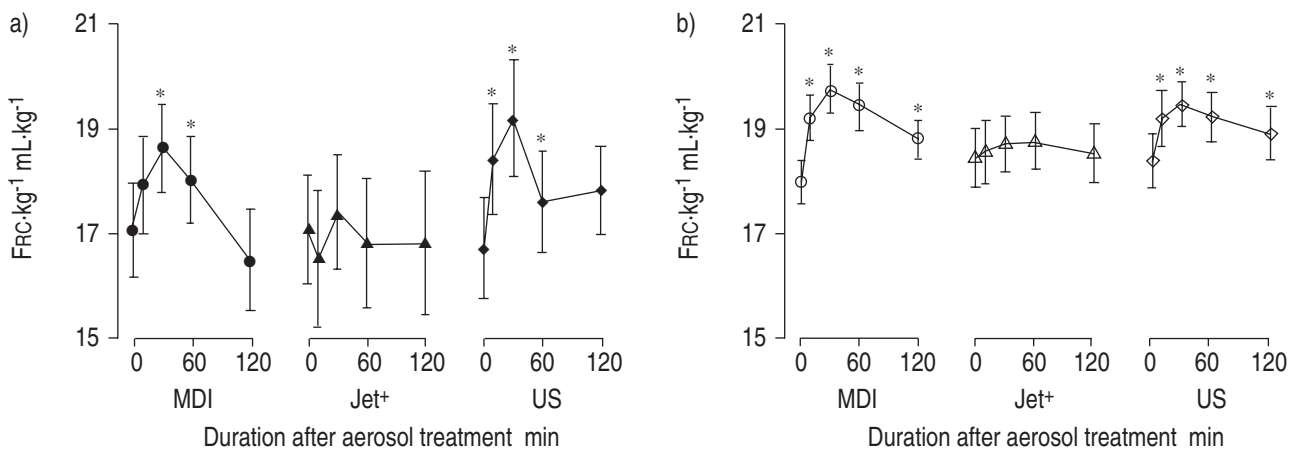 a)
21
19
17
15
FRC·kg-1 mL·kg-1
* *
* * *
0 60 120 0 60 120 0 60 120
MDI Jet+ US
Duration after aerosol treatment min
b)
21
19
17
15
FRC·kg-1 mL·kg-1
* * * *
* * * *
0 60 120 0 60 120 0 60 120
MDI Jet+ US
Duration after aerosol treatment min